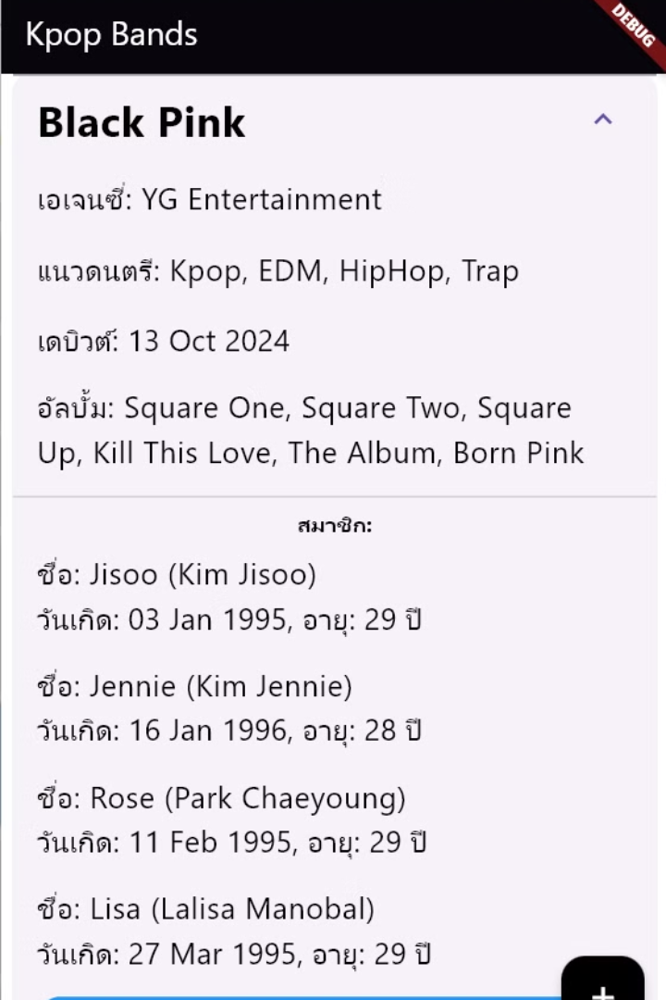 Kpop Bands
DEBUG
Black Pink
เอเจนซี่: YG Entertainment
แนวดนตรี: Kpop, EDM, HipHop, Trap
เดบิวต์: 13 Oct 2024
อัลบั้ม: Square One, Square Two, Square
Up, Kill This Love, The Album, Born Pink
สมาชิก:
ชื่อ: Jisoo (Kim Jisoo)
วันเกิด: 03 Jan 1995, อายุ: 29 ปี
ชื่อ: Jennie (Kim Jennie)
วันเกิด: 16 Jan 1996, อายุ: 28 ปี
ชื่อ: Rose (Park Chaeyoung)
วันเกิด: 11 Feb 1995, อายุ: 29 ปี
ชื่อ: Lisa (Lalisa Manobal)
วันเกิด: 27 Mar 1995, อายุ: 29 ปี
+